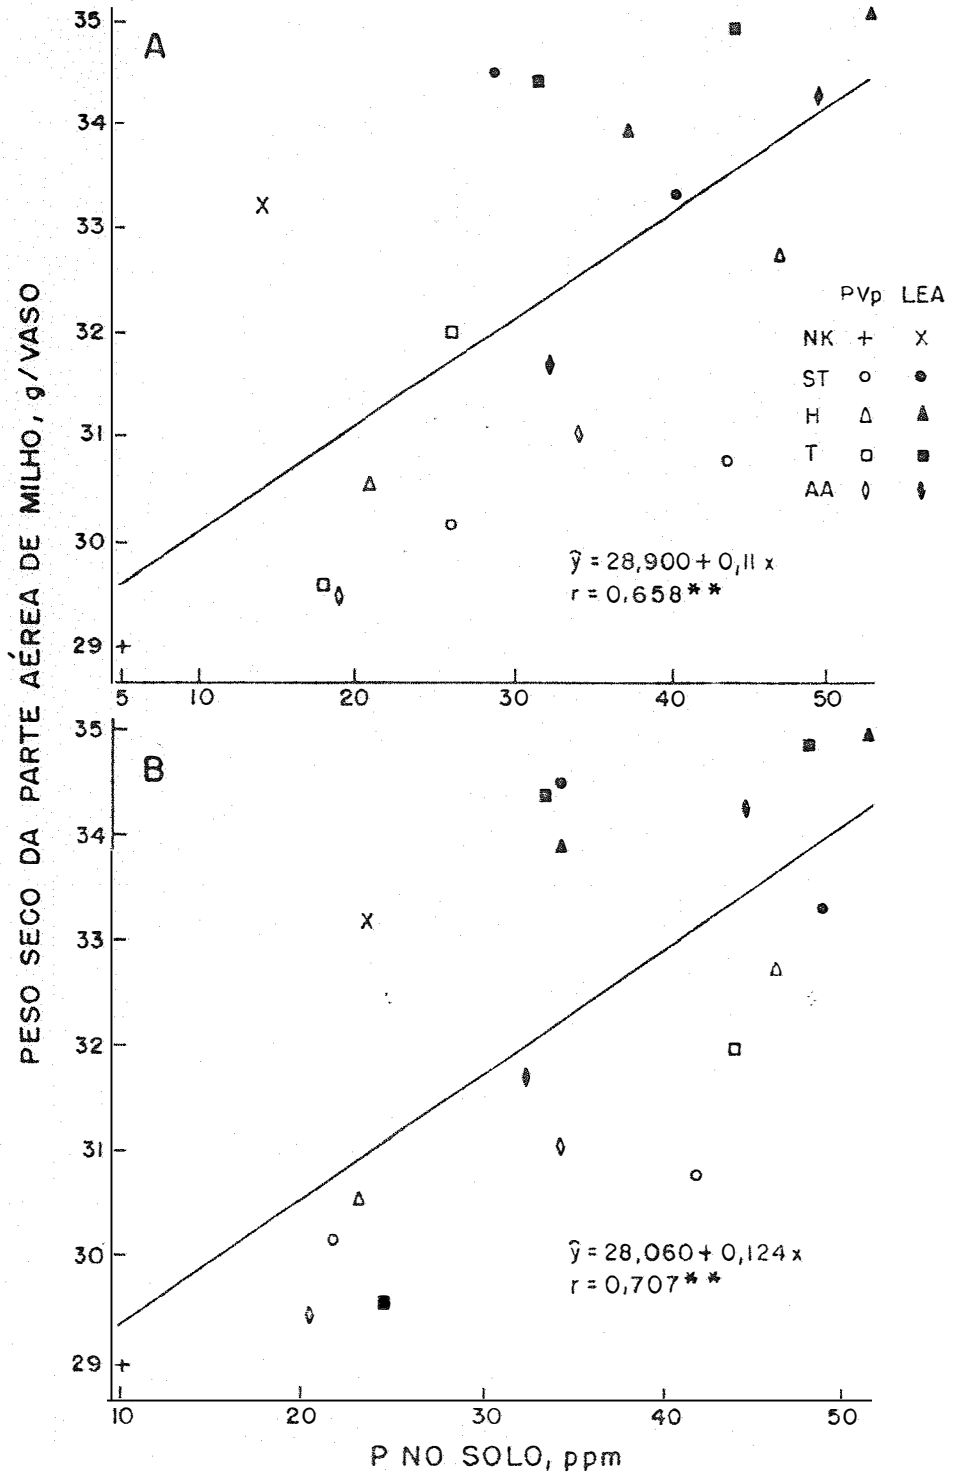 A
35
34
33
32
31
30
29
5 10 20 30 40 50
PVp LEA
NK + x
ST
H
T
AA
ŷ = 28,900 + 0,11 x
r = 0,658**
B
35
34
33
32
31
30
29
10 20 30 40 50
ŷ = 28,060 + 0,124 x
r = 0,707**
PESO SECO DA PARTE AÉREA DE MILHO, g/VASO
P NO SOLO, ppm